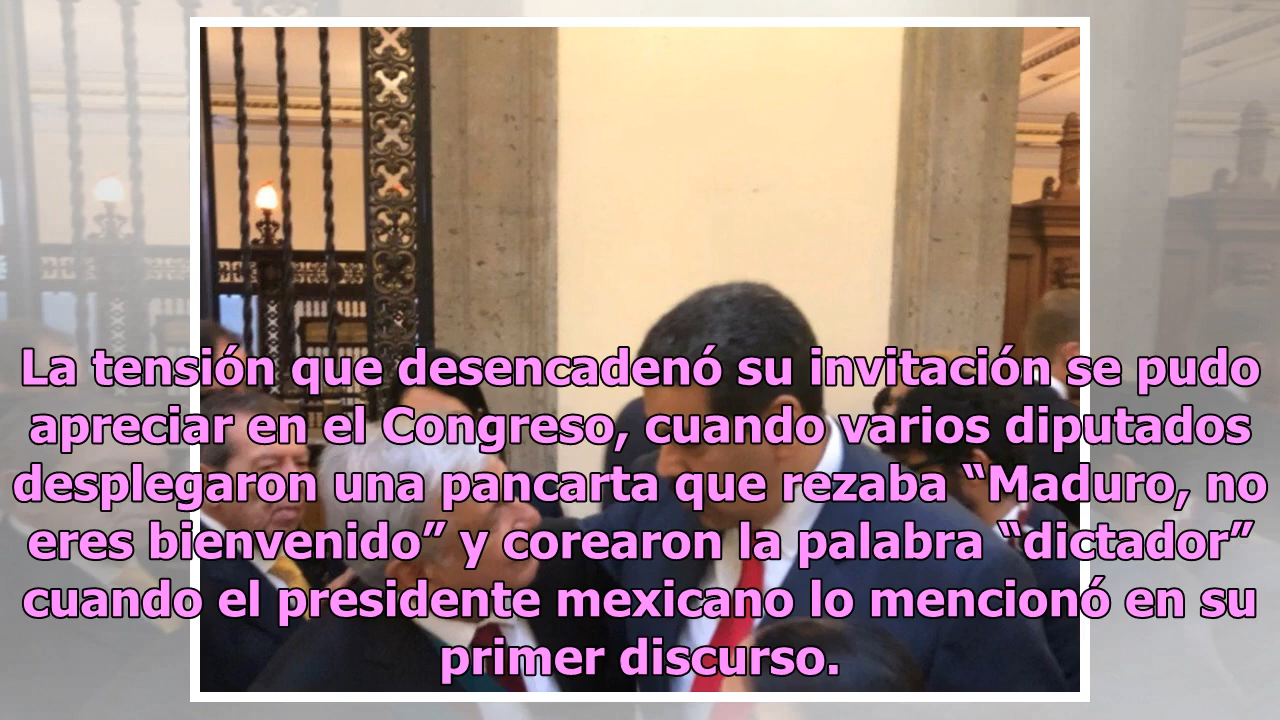 La tensión que desencadenó su invitación se pudo
apreciar en el Congreso, cuando varios diputados
desplegaron una pancarta que rezaba “Maduro, no
eres bienvenido” y corearon la palabra “dictador”
cuando el presidente mexicano lo mencionó en su
primer discurso.